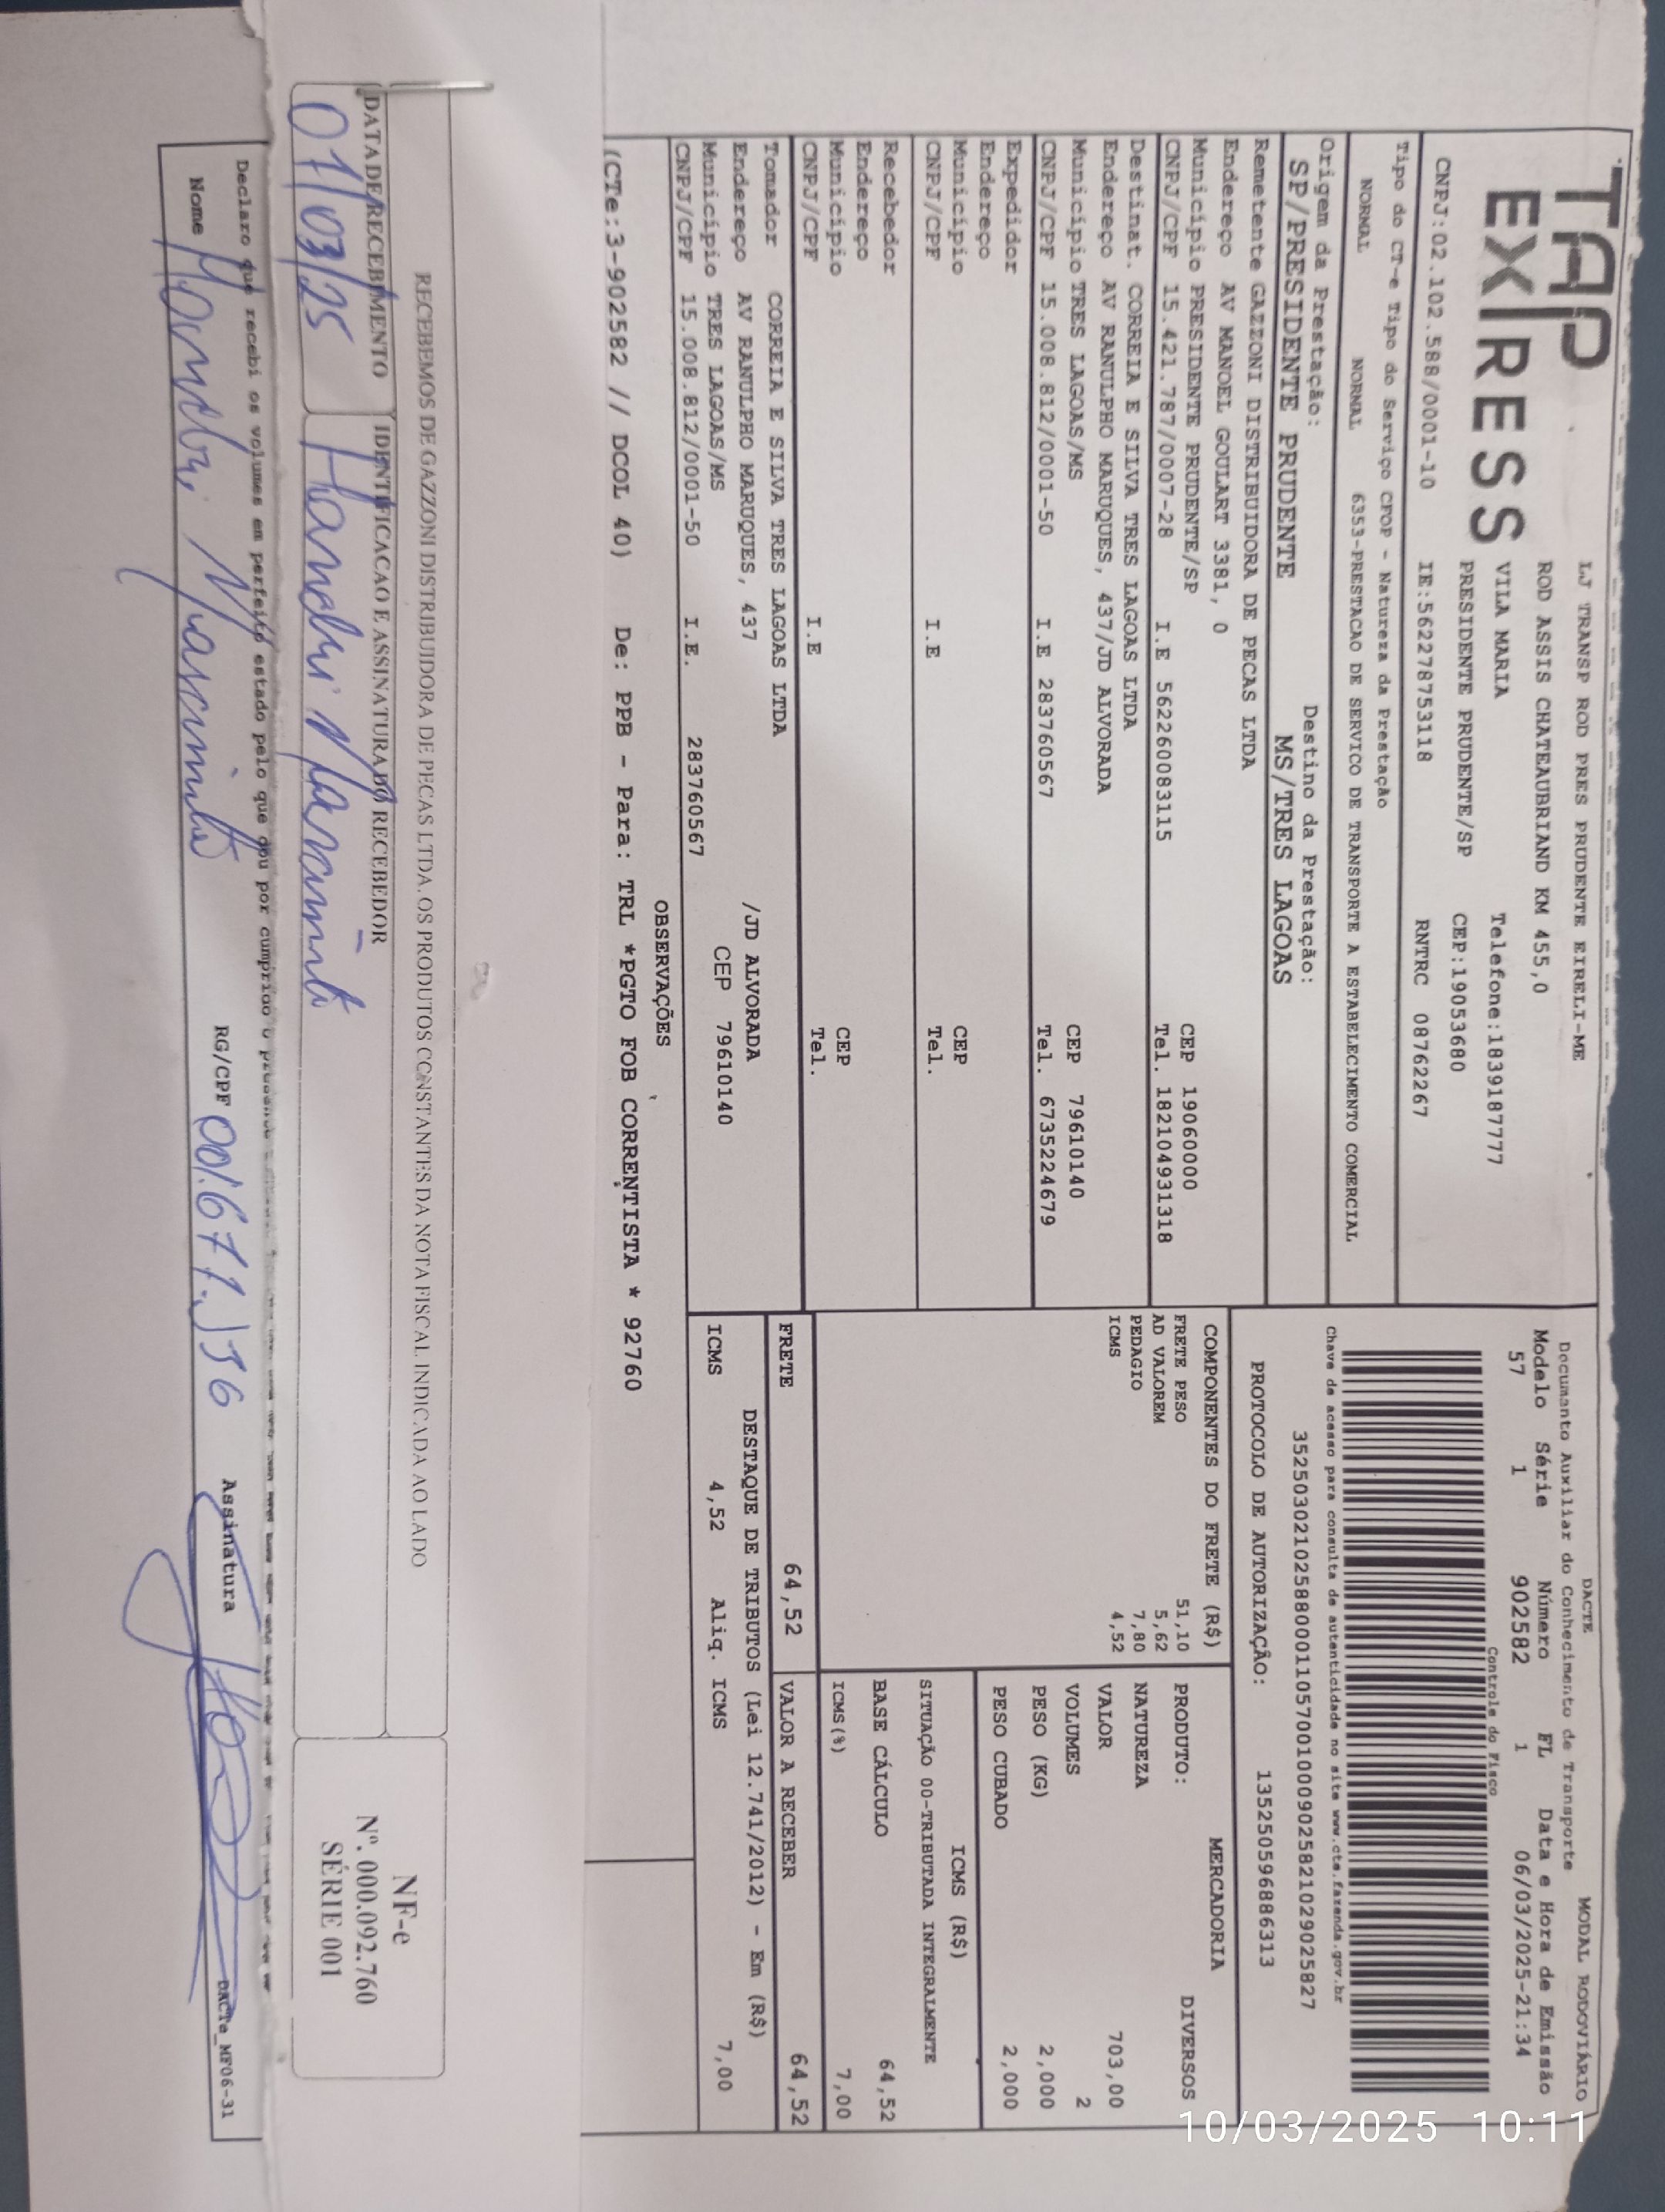 TAP
EX/RESS
LJ TRANSP ROD PRES PRUDENTE EIRELI-ME
ROD ASSIS CHATEAUBRIAND KM 455,0
VILA MARIA Telefone:1839187777
PRESIDENTE PRUDENTE/SP CEP:19053680
CNPJ:02.102.588/0001-10 IE:562278753118 RNTRC 08762267
Tipo do CT-e Tipo do Serviço CFOP - Natureza da Prestação
NORMAL NORMAL 6353-PRESTACAO DE SERVICO DE TRANSPORTE A ESTABELECIMENTO COMERCIAL
Origem da Prestação: Destino da Prestação:
SP/PRESIDENTE PRUDENTE MS/TRES LAGOAS
Remetente GAZZONI DISTRIBUIDORA DE PECAS LTDA
Endereço AV MANOEL GOULART 3381, 0
Município PRESIDENTE PRUDENTE/SP CEP 19060000
CNPJ/CPF 15.421.787/0007-28 I.E 562260083115 Tel. 182104931318
Destinat. CORREIA E SILVA TRES LAGOAS LTDA
Endereço AV RANULPHO MARUQUES, 437/JD ALVORADA
Município TRES LAGOAS/MS CEP 79610140
CNPJ/CPF 15.008.812/0001-50 I.E 283760567 Tel. 6735224679
Expedidor
Endereço
Município CEP
CNPJ/CPF I.E Tel.
Recebedor
Endereço
Município CEP
CNPJ/CPF I.E Tel.
Tomador CORREIA E SILVA TRES LAGOAS LTDA
Endereço AV RANULPHO MARUQUES, 437 /JD ALVORADA
Município TRES LAGOAS/MS CEP 79610140
CNPJ/CPF 15.008.812/0001-50 I.E. 283760567
OBSERVAÇÕES
(CTe:3-902582 // DCOL 40) De: PPB - Para: TRL *PGTO FOB CORRENTISTA * 92760
DACTE MODAL RODOVIÁRIO
Documento Auxiliar do Conhecimento de Transporte
Modelo Série Número FL Data e Hora de Emissão
57 1 902582 1 06/03/2025-21:34
Controle do Fisco
Chave de acesso para consulta de autenticidade no site www.cte.fazenda.gov.br
35250302102588000110570010009025821029025827
PROTOCOLO DE AUTORIZAÇÃO: 135250596886313
COMPONENTES DO FRETE (R$)
FRETE PESO 51,10
AD VALOREM 5,62
PEDAGIO 7,80
ICMS 4,52
MERCADORIA
PRODUTO: DIVERSOS
NATUREZA
VALOR 703,00
VOLUMES 2
PESO (KG) 2,000
PESO CUBADO 2,000
ICMS (R$)
SITUAÇÃO 00-TRIBUTADA INTEGRALMENTE
BASE CÁLCULO 64,52
ICMS(%) 7,00
FRETE 64,52 VALOR A RECEBER 64,52
DESTAQUE DE TRIBUTOS (Lei 12.741/2012) - Em (R$)
ICMS 4,52 Aliq. ICMS 7,00
RECEBEMOS DE GAZZONI DISTRIBUIDORA DE PECAS LTDA. OS PRODUTOS CONSTANTES DA NOTA FISCAL INDICADA AO LADO
DATA DE RECEBIMENTO IDENTIFICACAO E ASSINATURA DO RECEBEDOR
07/03/25
NF-e
Nº. 000.092.760
SÉRIE 001
Declaro que recebi os volumes em perfeito estado pelo que dou por cumprido o
Nome RG/CPF Assinatura
DACTe_MF06-31
10/03/2025 10:11